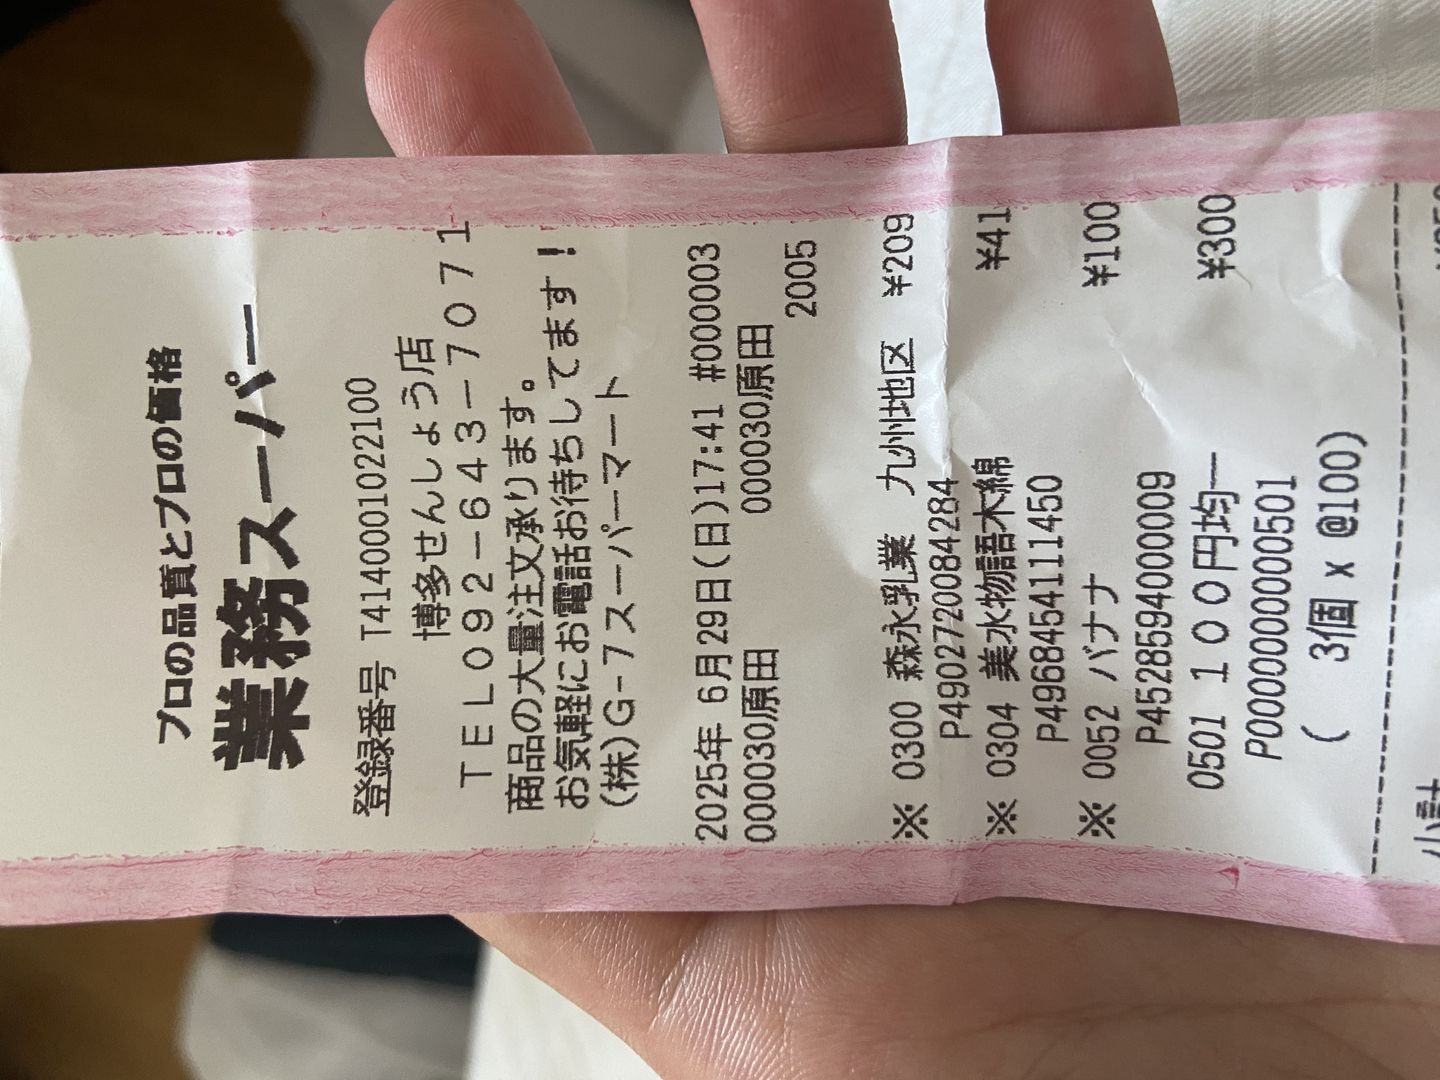 プロの品質とプロの価格
業務スーパー
登録番号 T4140001022100
博多せんしょう店
TEL092-643-7071
商品の大量注文承ります。
お気軽にお電話お待ちしてます!
(株)G-7スーパーマート
2025年 6月29日(日)17:41 #000003
000030原田 000030原田
2005
※ 0300 森永乳業 九州地区 ¥209
P4902720084284
※ 0304 美水物語木綿 ¥41
P4968454111450
※ 0052 バナナ ¥100
P4528594000009
0501 100円均一 ¥300
P0000000000501
( 3個 x @100)
小計